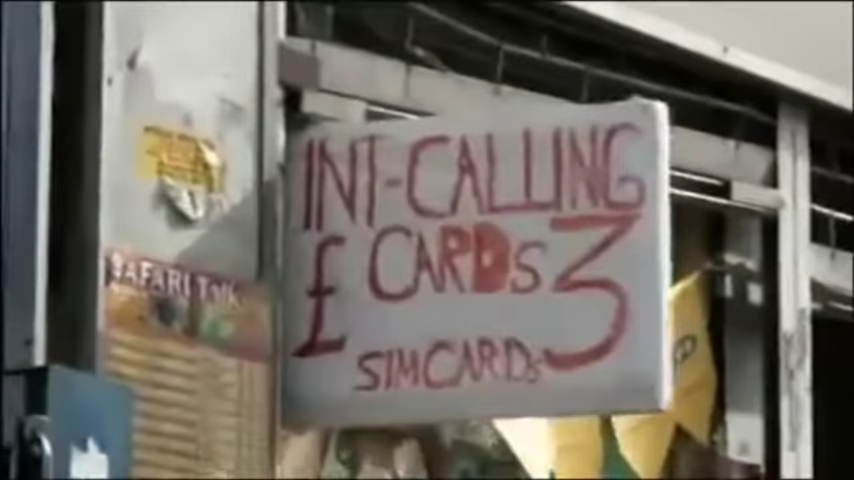 INT-CALLING
£ CARDS 3
SIMCARDS
SAFARI TALK